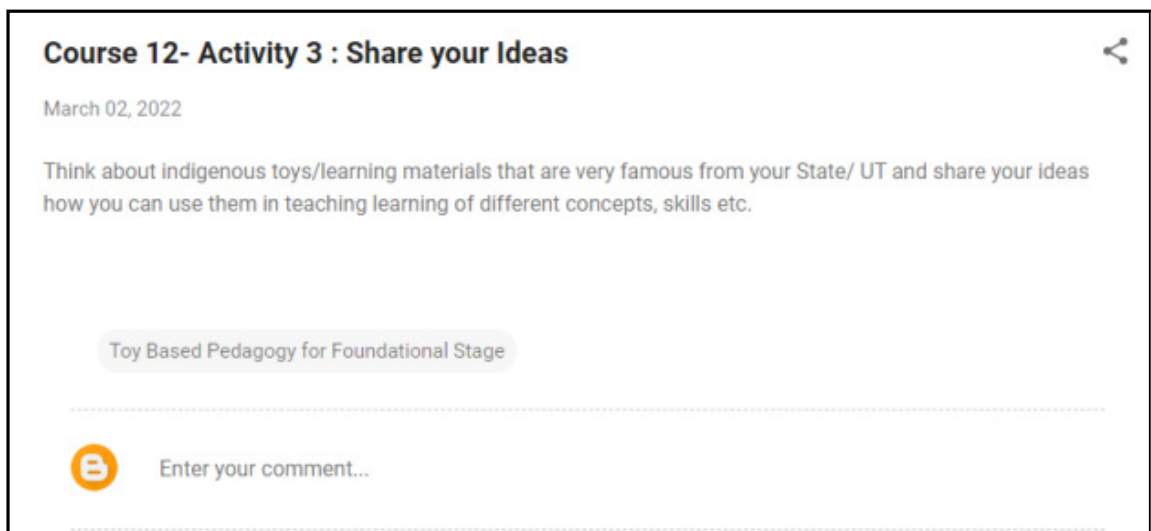 Course 12- Activity 3 : Share your Ideas
March 02, 2022
Think about indigenous toys/learning materials that are very famous from your State/ UT and share your ideas
how you can use them in teaching learning of different concepts, skills etc.
Toy Based Pedagogy for Foundational Stage
Enter your comment...